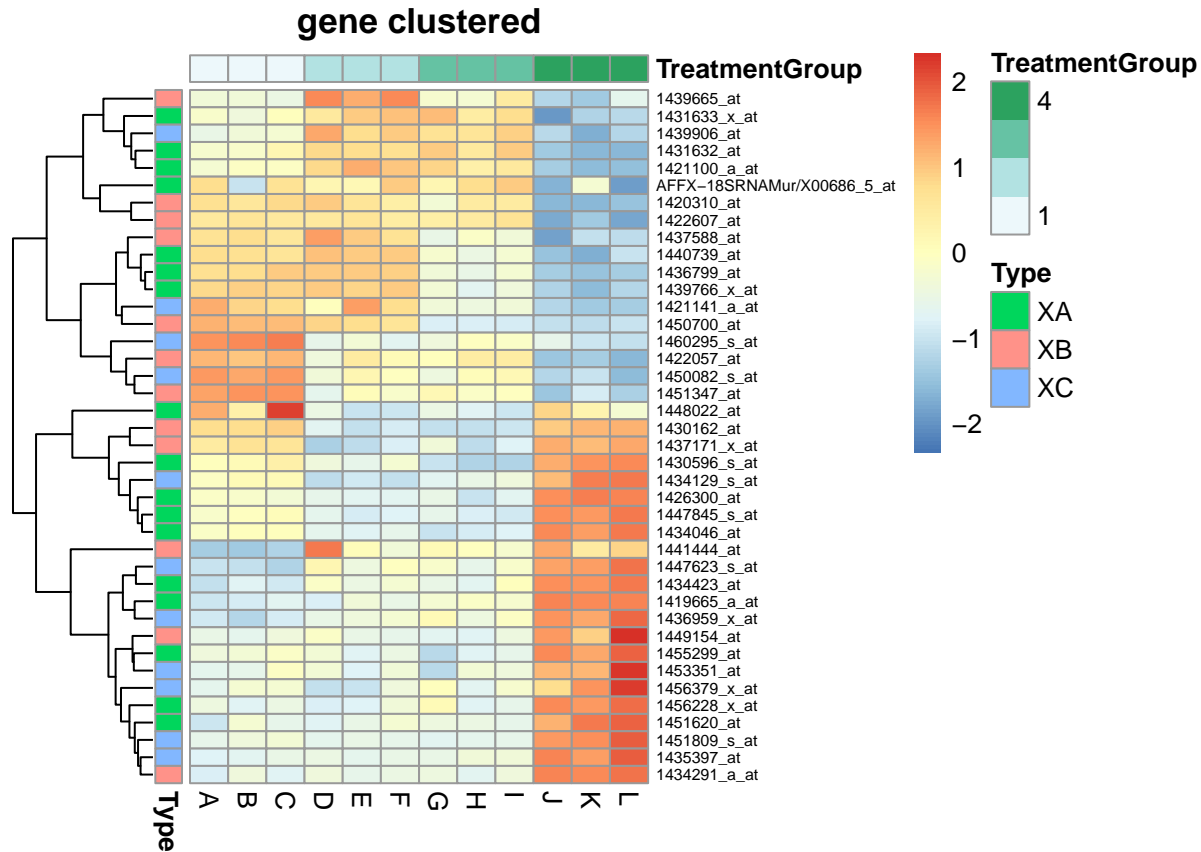 gene clustered
TreatmentGroup
1439665_at
1431633_x_at
1439906_at
1431632_at
1421100_a_at
AFFX−18SRNAMur/X00686_5_at
1420310_at
1422607_at
1437588_at
1440739_at
1436799_at
1439766_x_at
1421141_a_at
1450700_at
1460295_s_at
1422057_at
1450082_s_at
1451347_at
1448022_at
1430162_at
1437171_x_at
1430596_s_at
1434129_s_at
1426300_at
1447845_s_at
1434046_at
1441444_at
1447623_s_at
1434423_at
1419665_a_at
1436959_x_at
1449154_at
1455299_at
1453351_at
1456379_x_at
1456228_x_at
1451620_at
1451809_s_at
1435397_at
1434291_a_at
Type
A
B
C
D
E
F
G
H
I
J
K
L
2
1
0
−1
−2
TreatmentGroup
4
1
Type
XA
XB
XC